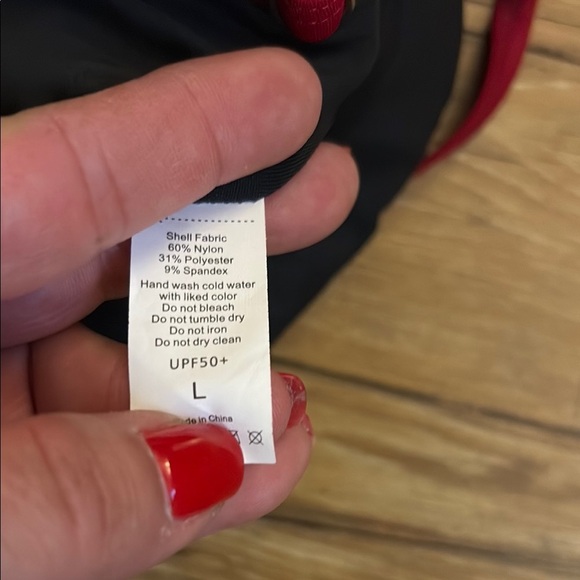 Shell Fabric
60% Nylon
31% Polyester
9% Spandex
Hand wash cold water
with liked color
Do not bleach
Do not tumble dry
Do not iron
Do not dry clean
UPF50+
L
in China